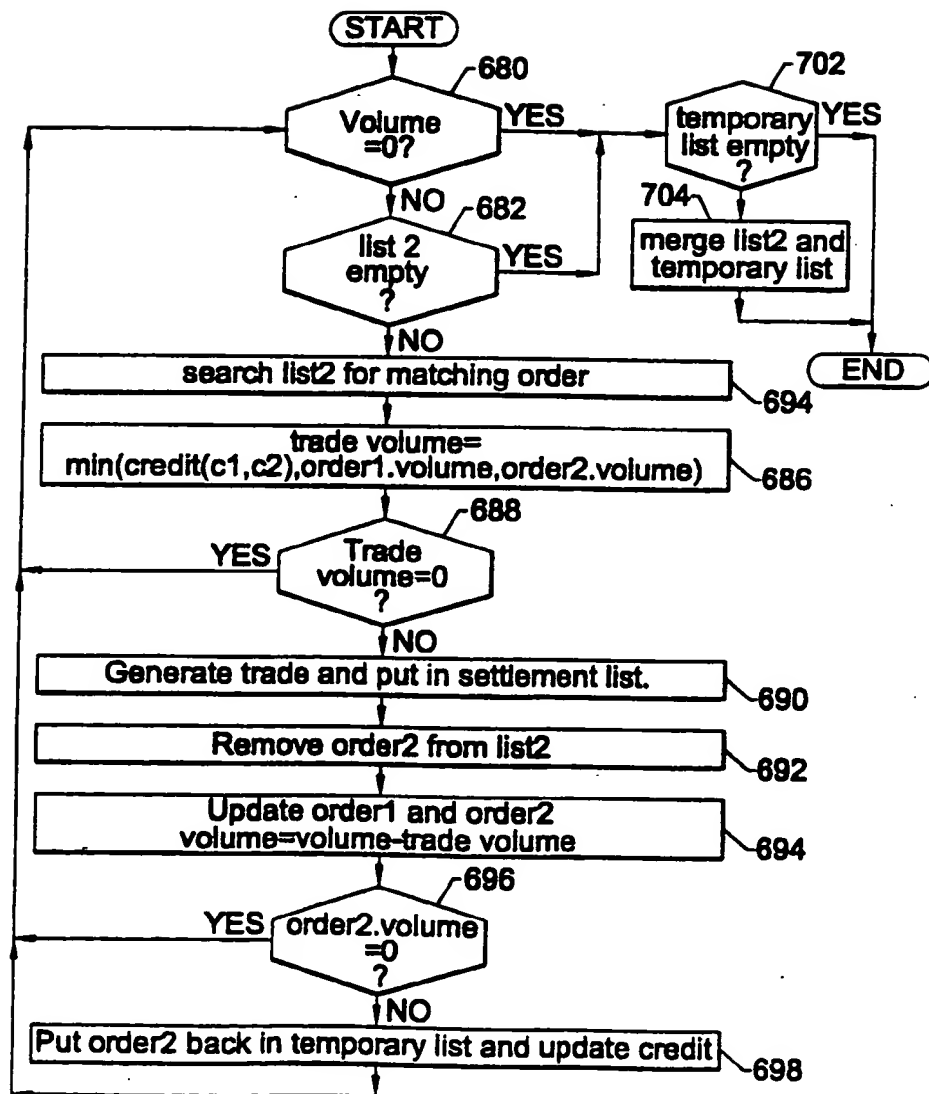 START
680
Volume
=0?
YES
NO
702
temporary
list empty
?
YES
704
merge list2 and
temporary list
END
682
list 2
empty
?
YES
NO
search list2 for matching order
694
trade volume=
min(credit(c1,c2),order1.volume,order2.volume)
686
688
Trade
volume=0
?
YES
NO
Generate trade and put in settlement list.
690
Remove order2 from list2
692
Update order1 and order2
volume=volume-trade volume
694
696
order2.volume
=0
?
YES
NO
Put order2 back in temporary list and update credit
698